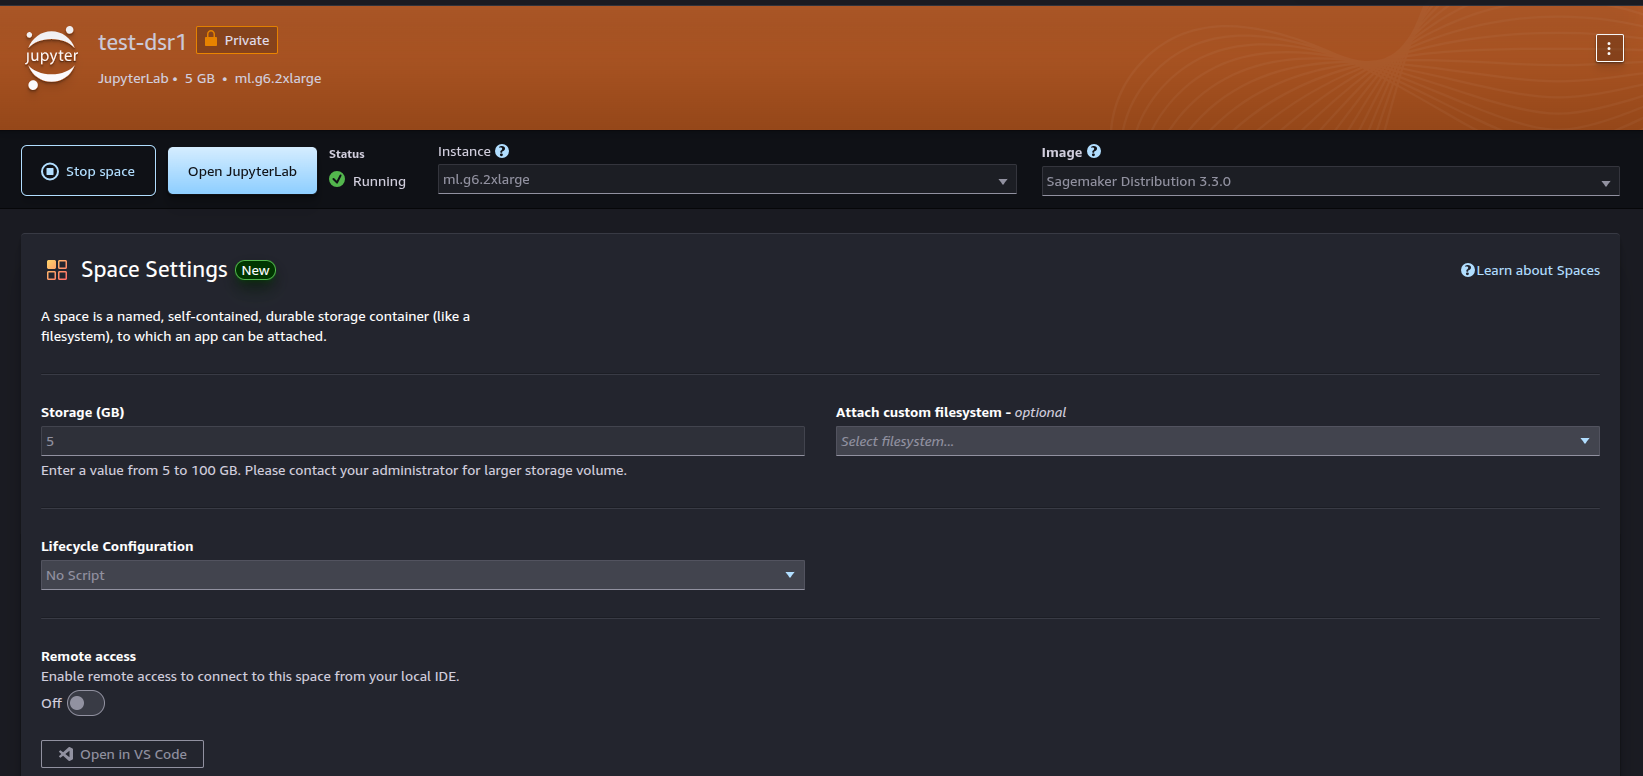 jupyter
test-dsr1 Private
JupyterLab • 5 GB • ml.g6.2xlarge
Stop space
Open JupyterLab
Status
Running
Instance ?
ml.g6.2xlarge
Image ?
Sagemaker Distribution 3.3.0
Space Settings New
?Learn about Spaces
A space is a named, self-contained, durable storage container (like a
filesystem), to which an app can be attached.
Storage (GB)
5
Enter a value from 5 to 100 GB. Please contact your administrator for larger storage volume.
Attach custom filesystem - optional
Select filesystem...
Lifecycle Configuration
No Script
Remote access
Enable remote access to connect to this space from your local IDE.
Off
Open in VS Code